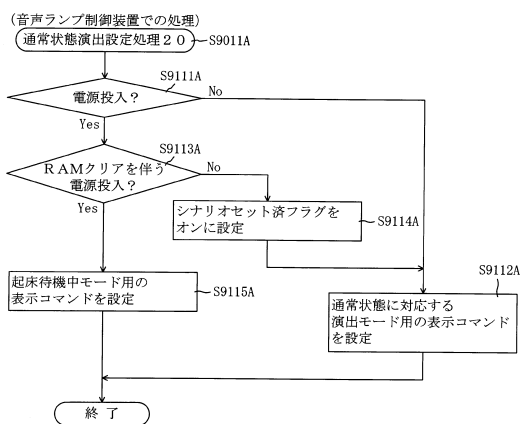 （音声ランプ制御装置での処理）
通常状態演出設定処理２０
S9011A
S9111A
電源投入？
No
Yes
S9113A
ＲＡＭクリアを伴う
電源投入？
No
Yes
シナリオセット済フラグを
オンに設定
S9114A
起床待機中モード用の
表示コマンドを設定
S9115A
S9112A
通常状態に対応する
演出モード用の表示コマンド
を設定
終 了